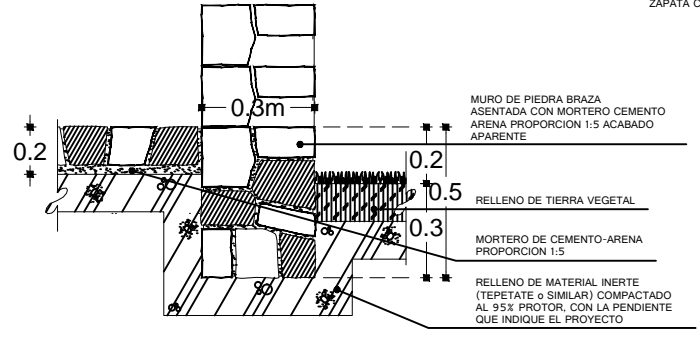 ZAPATA C
MURO DE PIEDRA BRAZA
ASENTADA CON MORTERO CEMENTO
ARENA PROPORCION 1:5 ACABADO
APARENTE
0.3m
0.2
0.2
0.5
RELLENO DE TIERRA VEGETAL
0.3
MORTERO DE CEMENTO-ARENA
PROPORCION 1:5
RELLENO DE MATERIAL INERTE
(TEPETATE o SIMILAR) COMPACTADO
AL 95% PROTOR, CON LA PENDIENTE
QUE INDIQUE EL PROYECTO